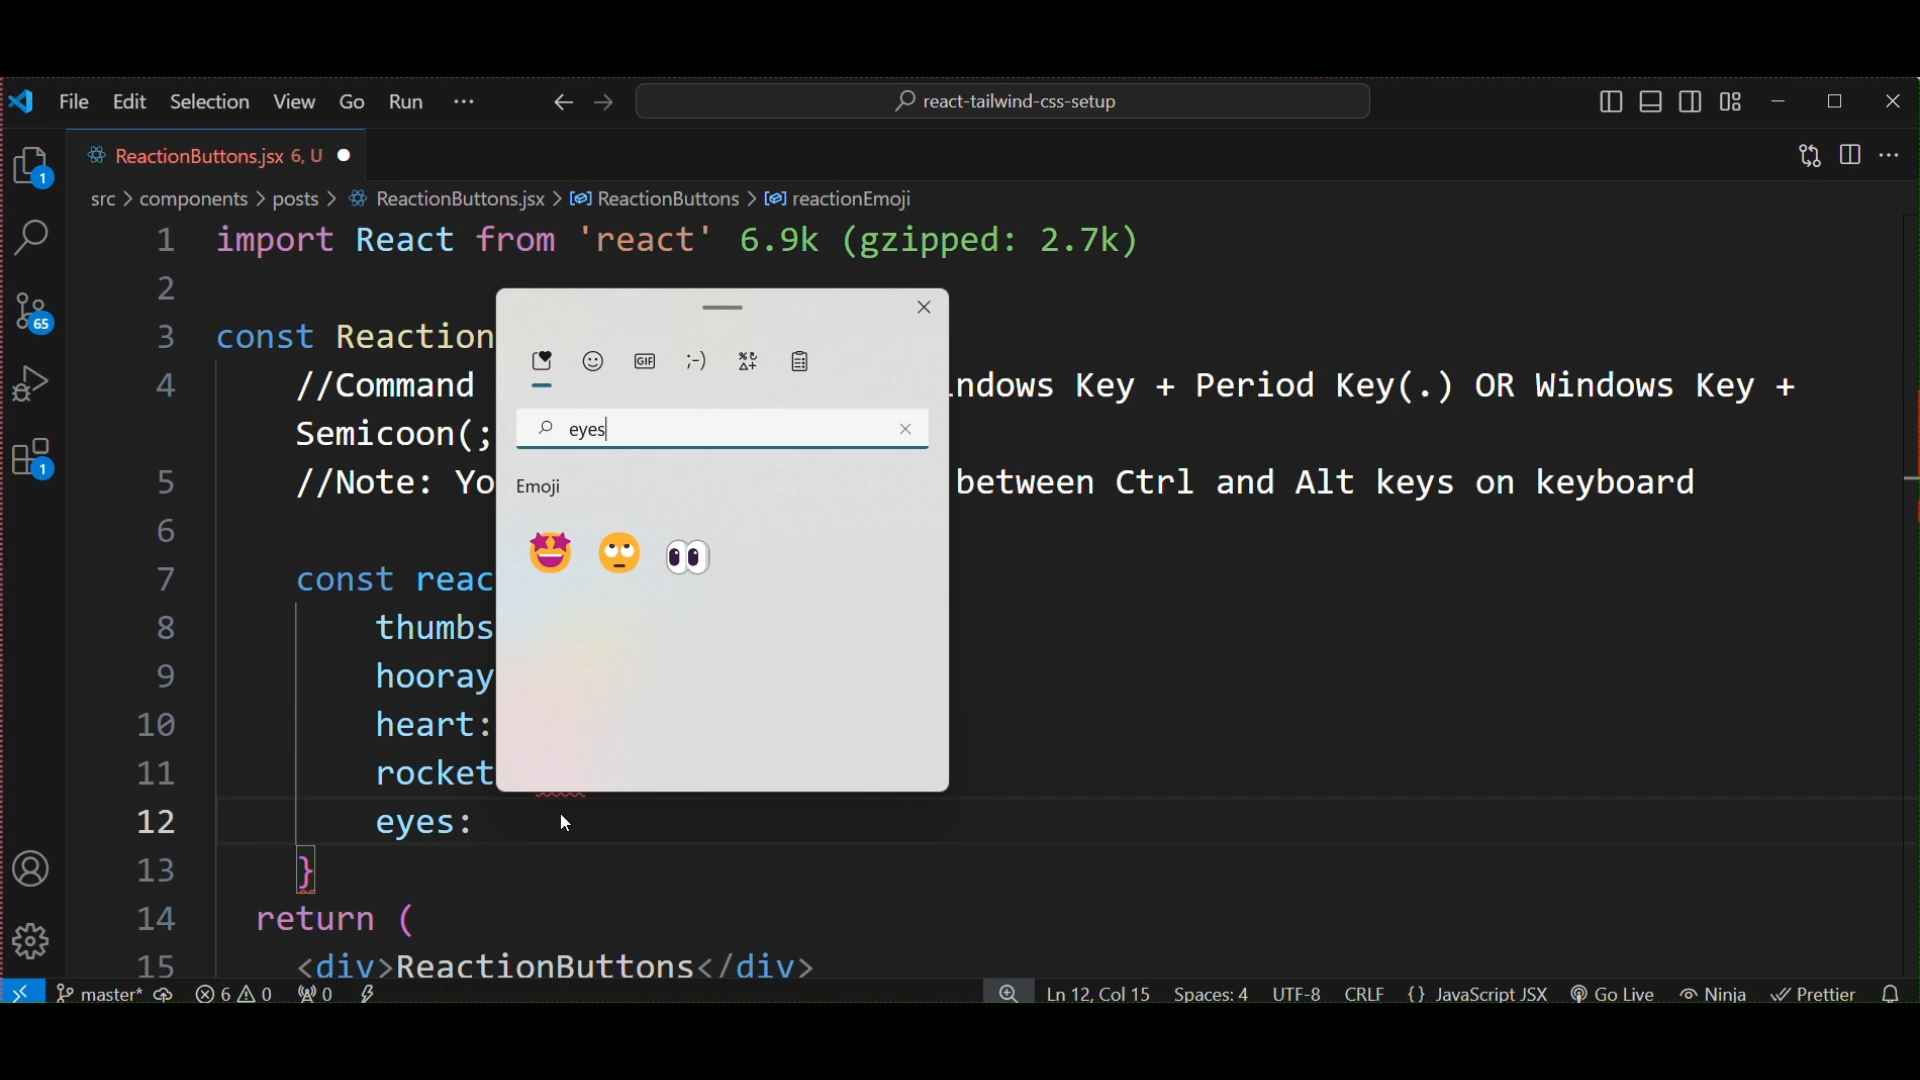 File Edit Selection View Go Run ···
react-tailwind-css-setup
ReactionButtons.jsx 6, U
src > components > posts > ReactionButtons.jsx > ReactionButtons > reactionEmoji
1 import React from 'react' 6.9k (gzipped: 2.7k)
2
3 const Reaction
4 //Command ndows Key + Period Key(.) OR Windows Key +
Semicoon(;
5 //Note: Yo between Ctrl and Alt keys on keyboard
6
7 const reac
8 thumbs
9 hooray
10 heart:
11 rocket
12 eyes:
13 }
14 return (
15 <div>ReactionButtons</div>
GIF
;-)
eyes
Emoji
1
65
1
master* 6 0 0
Ln 12, Col 15 Spaces: 4 UTF-8 CRLF {} JavaScript JSX Go Live Ninja Prettier